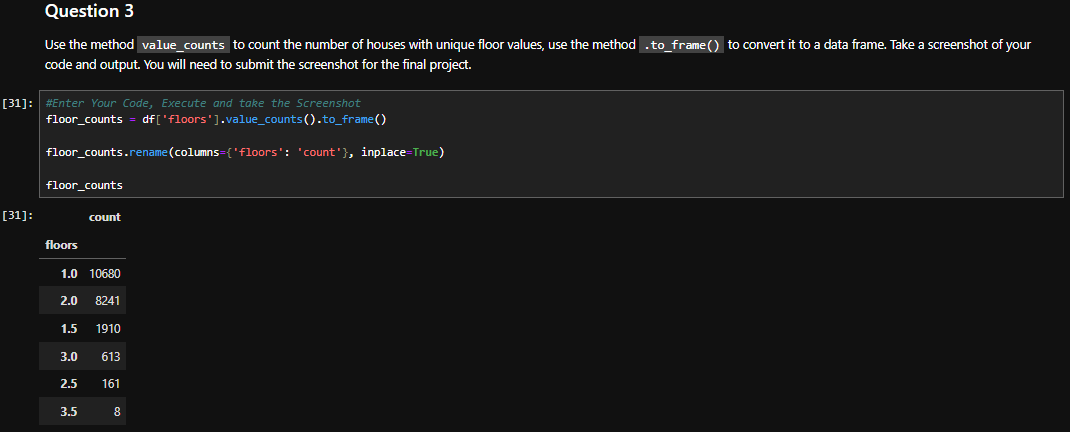 Question 3
Use the method value_counts to count the number of houses with unique floor values, use the method .to_frame() to convert it to a data frame. Take a screenshot of your
code and output. You will need to submit the screenshot for the final project.
[31]: #Enter Your Code, Execute and take the Screenshot
floor_counts = df['floors'].value_counts().to_frame()
floor_counts.rename(columns={'floors': 'count'}, inplace=True)
floor_counts
[31]: count
floors
1.0 10680
2.0 8241
1.5 1910
3.0 613
2.5 161
3.5 8